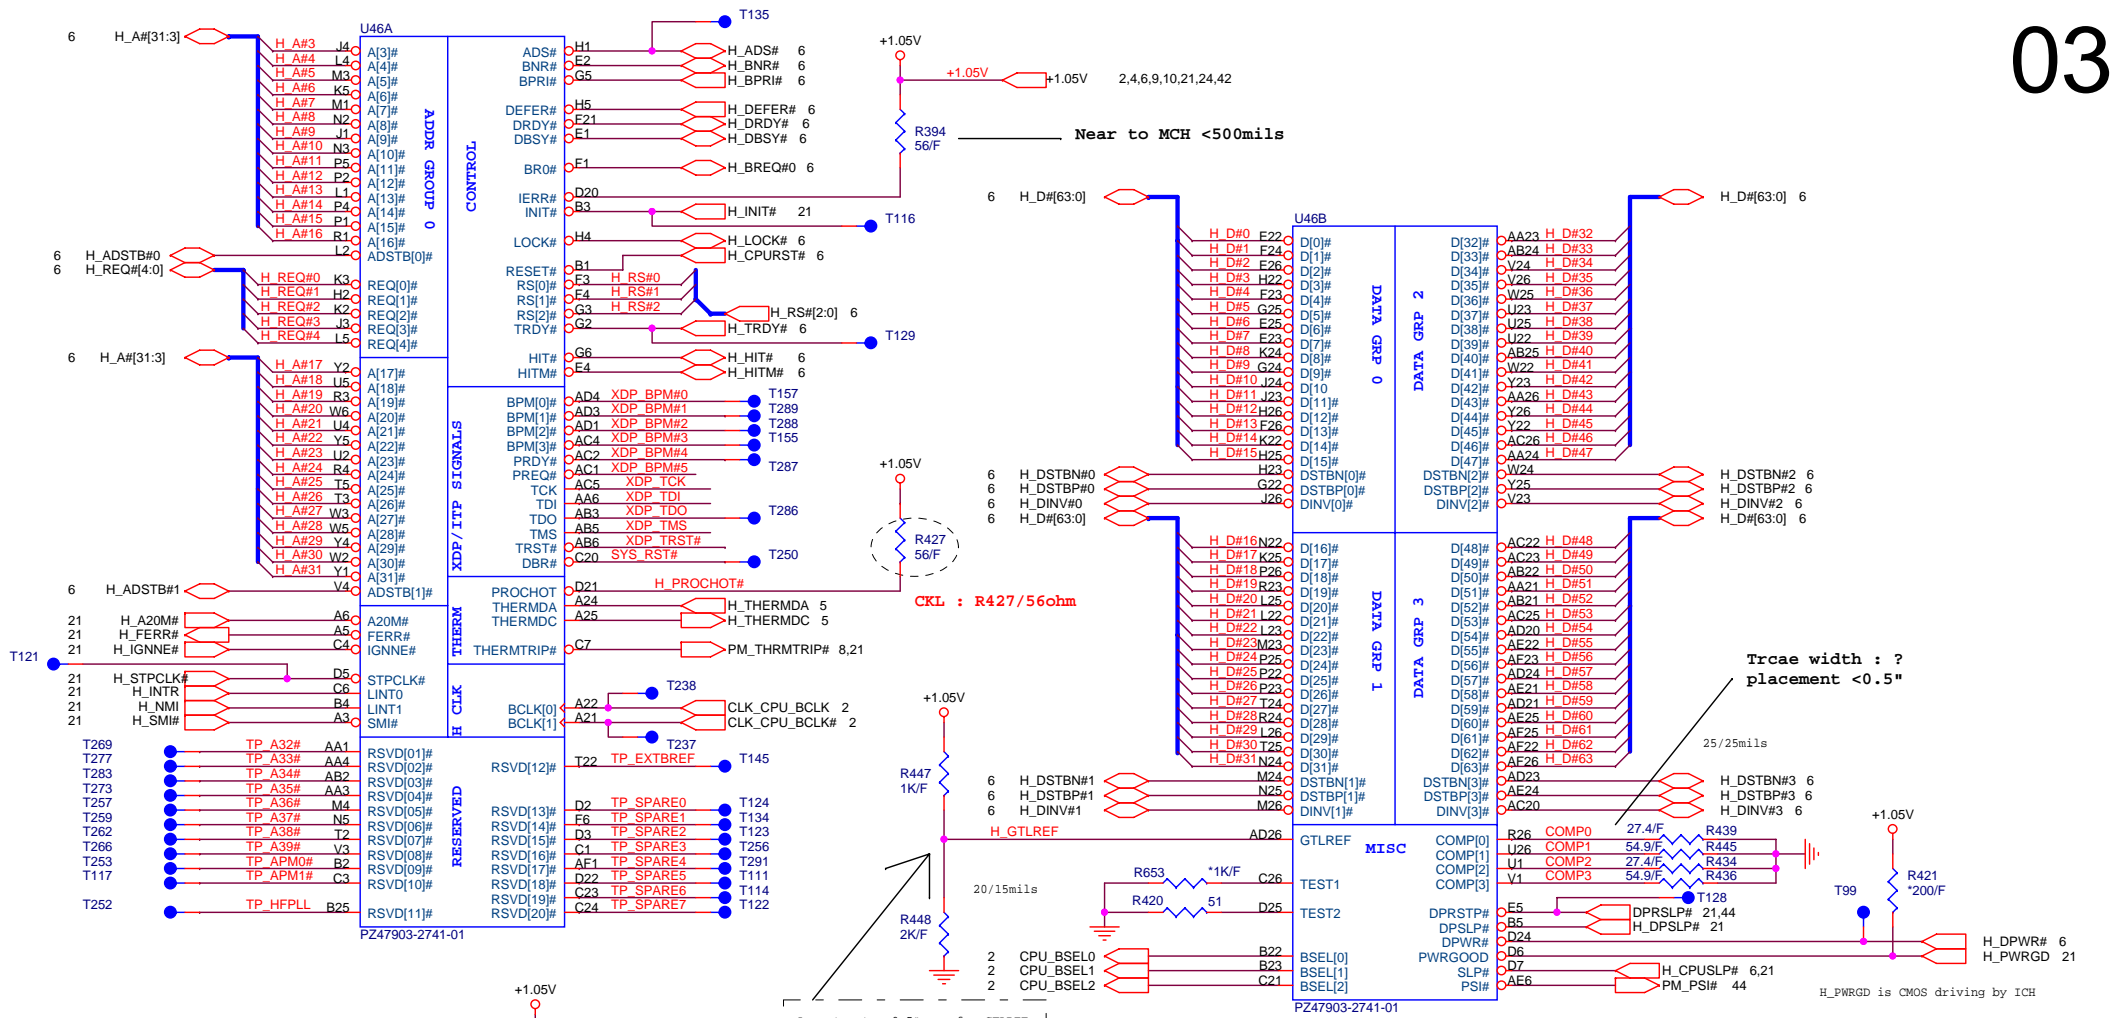 03
U46A
6 H_A#[31:3]
H_A#3 J4 A[3]#
H_A#4 L4 A[4]#
H_A#5 M3 A[5]#
H_A#6 K5 A[6]#
H_A#7 M1 A[7]#
H_A#8 N2 A[8]#
H_A#9 J1 A[9]#
H_A#10 N3 A[10]#
H_A#11 P5 A[11]#
H_A#12 P2 A[12]#
H_A#13 L1 A[13]#
H_A#14 P4 A[14]#
H_A#15 P1 A[15]#
H_A#16 R1 A[16]#
6 H_ADSTB#0 L2 ADSTB[0]#
6 H_REQ#[4:0]
H_REQ#0 K3 REQ[0]#
H_REQ#1 H2 REQ[1]#
H_REQ#2 K2 REQ[2]#
H_REQ#3 J3 REQ[3]#
H_REQ#4 L5 REQ[4]#
ADDR GROUP 0
6 H_A#[31:3]
H_A#17 Y2 A[17]#
H_A#18 U5 A[18]#
H_A#19 R3 A[19]#
H_A#20 W6 A[20]#
H_A#21 U4 A[21]#
H_A#22 Y5 A[22]#
H_A#23 U2 A[23]#
H_A#24 R4 A[24]#
H_A#25 T5 A[25]#
H_A#26 T3 A[26]#
H_A#27 W3 A[27]#
H_A#28 W5 A[28]#
H_A#29 Y4 A[29]#
H_A#30 W2 A[30]#
H_A#31 Y1 A[31]#
6 H_ADSTB#1 V4 ADSTB[1]#
21 H_A20M# A6 A20M#
21 H_FERR# A5 FERR#
21 H_IGNNE# C4 IGNNE#
T121
21 H_STPCLK# D5 STPCLK#
21 H_INTR C6 LINT0
21 H_NMI B4 LINT1
21 H_SMI# A3 SMI#
T269 TP_A32# AA1 RSVD[01]#
T277 TP_A33# AA4 RSVD[02]#
T283 TP_A34# AB2 RSVD[03]#
T273 TP_A35# AA3 RSVD[04]#
T257 TP_A36# M4 RSVD[05]#
T259 TP_A37# N5 RSVD[06]#
T262 TP_A38# T2 RSVD[07]#
T266 TP_A39# V3 RSVD[08]#
T253 TP_APM0# B2 RSVD[09]#
T117 TP_APM1# C3 RSVD[10]#
T252 TP_HFPLL B25 RSVD[11]#
PZ47903-2741-01
CONTROL
T135
ADS# H1 H_ADS# 6
BNR# E2 H_BNR# 6
BPRI# G5 H_BPRI# 6
DEFER# H5 H_DEFER# 6
DRDY# F21 H_DRDY# 6
DBSY# E1 H_DBSY# 6
BR0# F1 H_BREQ#0 6
IERR# D20
INIT# B3 H_INIT# 21
T116
LOCK# H4 H_LOCK# 6
RESET# B1 H_CPURST# 6
RS[0]# F3 H_RS#0
RS[1]# F4 H_RS#1
RS[2]# G3 H_RS#2
H_RS#[2:0] 6
TRDY# G2 H_TRDY# 6
T129
HIT# G6 H_HIT# 6
HITM# E4 H_HITM# 6
XDP/ITP SIGNALS
BPM[0]# AD4 XDP_BPM#0 T157
BPM[1]# AD3 XDP_BPM#1 T289
BPM[2]# AD1 XDP_BPM#2 T288
BPM[3]# AC4 XDP_BPM#3 T155
PRDY# AC2 XDP_BPM#4 T287
PREQ# AC1 XDP_BPM#5
TCK AC5 XDP_TCK
TDI AA6 XDP_TDI
TDO AB3 XDP_TDO T286
TMS AB5 XDP_TMS
TRST# AB6 XDP_TRST#
DBR# C20 SYS_RST# T250
THERM
PROCHOT D21 H_PROCHOT#
THERMDA A24 H_THERMDA 5
THERMDC A25 H_THERMDC 5
THERMTRIP# C7 PM_THRMTRIP# 8,21
H CLK
T238
BCLK[0] A22 CLK_CPU_BCLK 2
BCLK[1] A21 CLK_CPU_BCLK# 2
T237
RESERVED
RSVD[12]# T22 TP_EXTBREF T145
RSVD[13]# D2 TP_SPARE0 T124
RSVD[14]# F6 TP_SPARE1 T134
RSVD[15]# D3 TP_SPARE2 T123
RSVD[16]# C1 TP_SPARE3 T256
RSVD[17]# AF1 TP_SPARE4 T291
RSVD[18]# D22 TP_SPARE5 T111
RSVD[19]# C23 TP_SPARE6 T114
RSVD[20]# C24 TP_SPARE7 T122
+1.05V
+1.05V
+1.05V 2,4,6,9,10,21,24,42
R394
56/F
Near to MCH <500mils
+1.05V
R427
56/F
CKL : R427/56ohm
+1.05V
R447
1K/F
H_GTLREF
20/15mils
R448
2K/F
+1.05V
U46B
6 H_D#[63:0]
H_D#0 E22 D[0]#
H_D#1 F24 D[1]#
H_D#2 E26 D[2]#
H_D#3 H22 D[3]#
H_D#4 F23 D[4]#
H_D#5 G25 D[5]#
H_D#6 E25 D[6]#
H_D#7 E23 D[7]#
H_D#8 K24 D[8]#
H_D#9 G24 D[9]#
H_D#10 J24 D[10
H_D#11 J23 D[11]#
H_D#12 H26 D[12]#
H_D#13 F26 D[13]#
H_D#14 K22 D[14]#
H_D#15 H25 D[15]#
6 H_DSTBN#0 H23 DSTBN[0]#
6 H_DSTBP#0 G22 DSTBP[0]#
6 H_DINV#0 J26 DINV[0]#
DATA GRP 0
6 H_D#[63:0]
H_D#16 N22 D[16]#
H_D#17 K25 D[17]#
H_D#18 P26 D[18]#
H_D#19 R23 D[19]#
H_D#20 L25 D[20]#
H_D#21 L22 D[21]#
H_D#22 L23 D[22]#
H_D#23 M23 D[23]#
H_D#24 P25 D[24]#
H_D#25 P22 D[25]#
H_D#26 P23 D[26]#
H_D#27 T24 D[27]#
H_D#28 R24 D[28]#
H_D#29 L26 D[29]#
H_D#30 T25 D[30]#
H_D#31 N24 D[31]#
6 H_DSTBN#1 M24 DSTBN[1]#
6 H_DSTBP#1 N25 DSTBP[1]#
6 H_DINV#1 M26 DINV[1]#
DATA GRP 1
DATA GRP 2
H_D#[63:0] 6
D[32]# AA23 H_D#32
D[33]# AB24 H_D#33
D[34]# V24 H_D#34
D[35]# V26 H_D#35
D[36]# W25 H_D#36
D[37]# U23 H_D#37
D[38]# U25 H_D#38
D[39]# U22 H_D#39
D[40]# AB25 H_D#40
D[41]# W22 H_D#41
D[42]# Y23 H_D#42
D[43]# AA26 H_D#43
D[44]# Y26 H_D#44
D[45]# Y22 H_D#45
D[46]# AC26 H_D#46
D[47]# AA24 H_D#47
DSTBN[2]# W24 H_DSTBN#2 6
DSTBP[2]# Y25 H_DSTBP#2 6
DINV[2]# V23 H_DINV#2 6
H_D#[63:0] 6
DATA GRP 3
D[48]# AC22 H_D#48
D[49]# AC23 H_D#49
D[50]# AB22 H_D#50
D[51]# AA21 H_D#51
D[52]# AB21 H_D#52
D[53]# AC25 H_D#53
D[54]# AD20 H_D#54
D[55]# AE22 H_D#55
D[56]# AF23 H_D#56
D[57]# AD24 H_D#57
D[58]# AE21 H_D#58
D[59]# AD21 H_D#59
D[60]# AE25 H_D#60
D[61]# AF25 H_D#61
D[62]# AF22 H_D#62
D[63]# AF26 H_D#63
DSTBN[3]# AD23 H_DSTBN#3 6
DSTBP[3]# AE24 H_DSTBP#3 6
DINV[3]# AC20 H_DINV#3 6
Trcae width : ?
placement <0.5"
25/25mils
MISC
AD26 GTLREF
R653 *1K/F C26 TEST1
R420 51 D25 TEST2
2 CPU_BSEL0 B22 BSEL[0]
2 CPU_BSEL1 B23 BSEL[1]
2 CPU_BSEL2 C21 BSEL[2]
COMP[0] R26 COMP0 27.4/F R439
COMP[1] U26 COMP1 54.9/F R445
COMP[2] U1 COMP2 27.4/F R434
COMP[3] V1 COMP3 54.9/F R436
T128
DPRSTP# E5 DPRSLP# 21,44
DPSLP# B5 H_DPSLP# 21
DPWR# D24 H_DPWR# 6
PWRGOOD D6 H_PWRGD 21
SLP# D7 H_CPUSLP# 6,21
PSI# AE6 PM_PSI# 44
T99
+1.05V
R421
*200/F
H_PWRGD is CMOS driving by ICH
PZ47903-2741-01